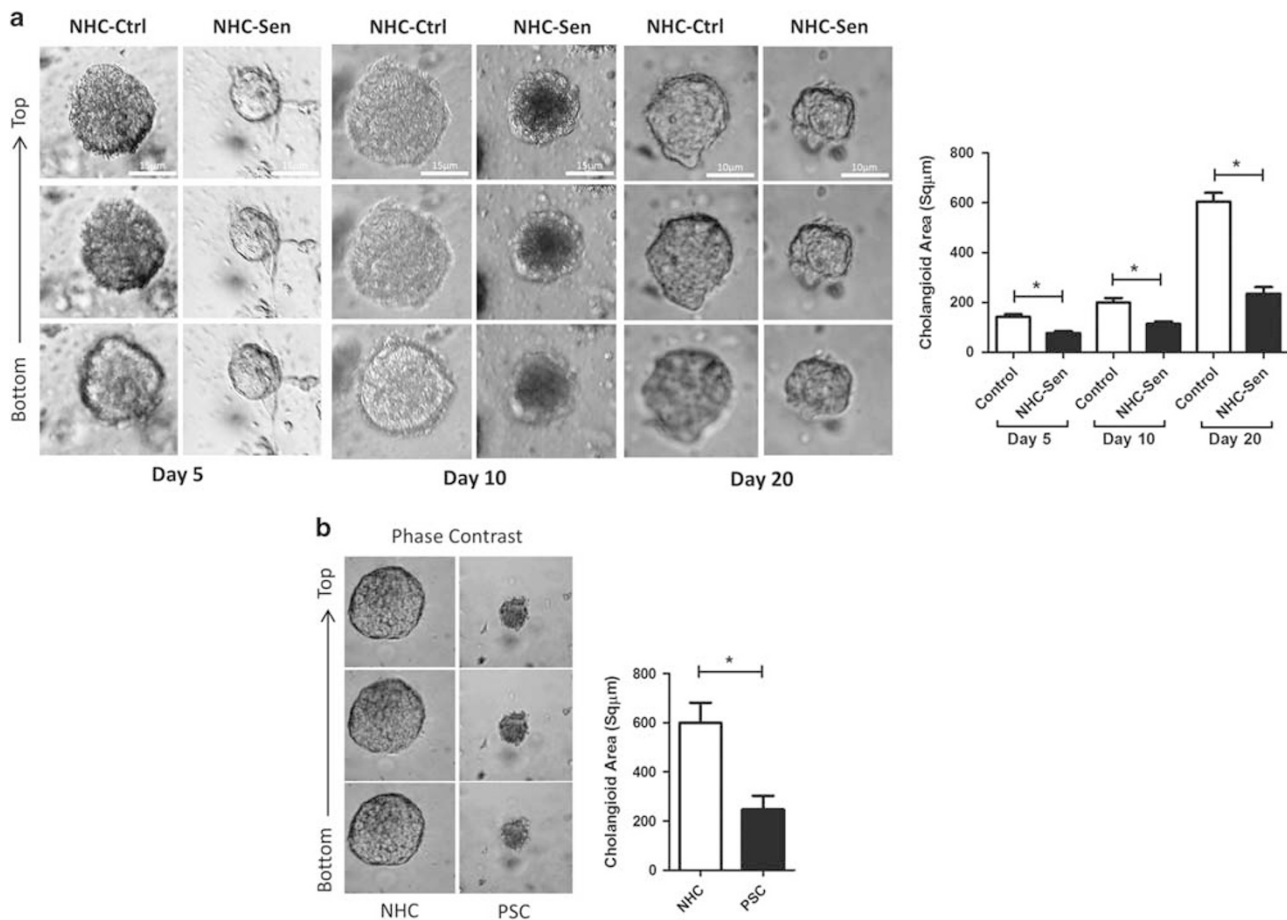 a
NHC-Ctrl NHC-Sen NHC-Ctrl NHC-Sen NHC-Ctrl NHC-Sen
Top
Bottom
15μm 15μm 15μm 15μm 10μm 10μm
Day 5 Day 10 Day 20
Cholangioid Area (Sqμm)
800
600
400
200
0
* * *
Control NHC-Sen Control NHC-Sen Control NHC-Sen
Day 5 Day 10 Day 20
b
Phase Contrast
Top
Bottom
NHC PSC
Cholangioid Area (Sqμm)
800
600
400
200
0
*
NHC PSC